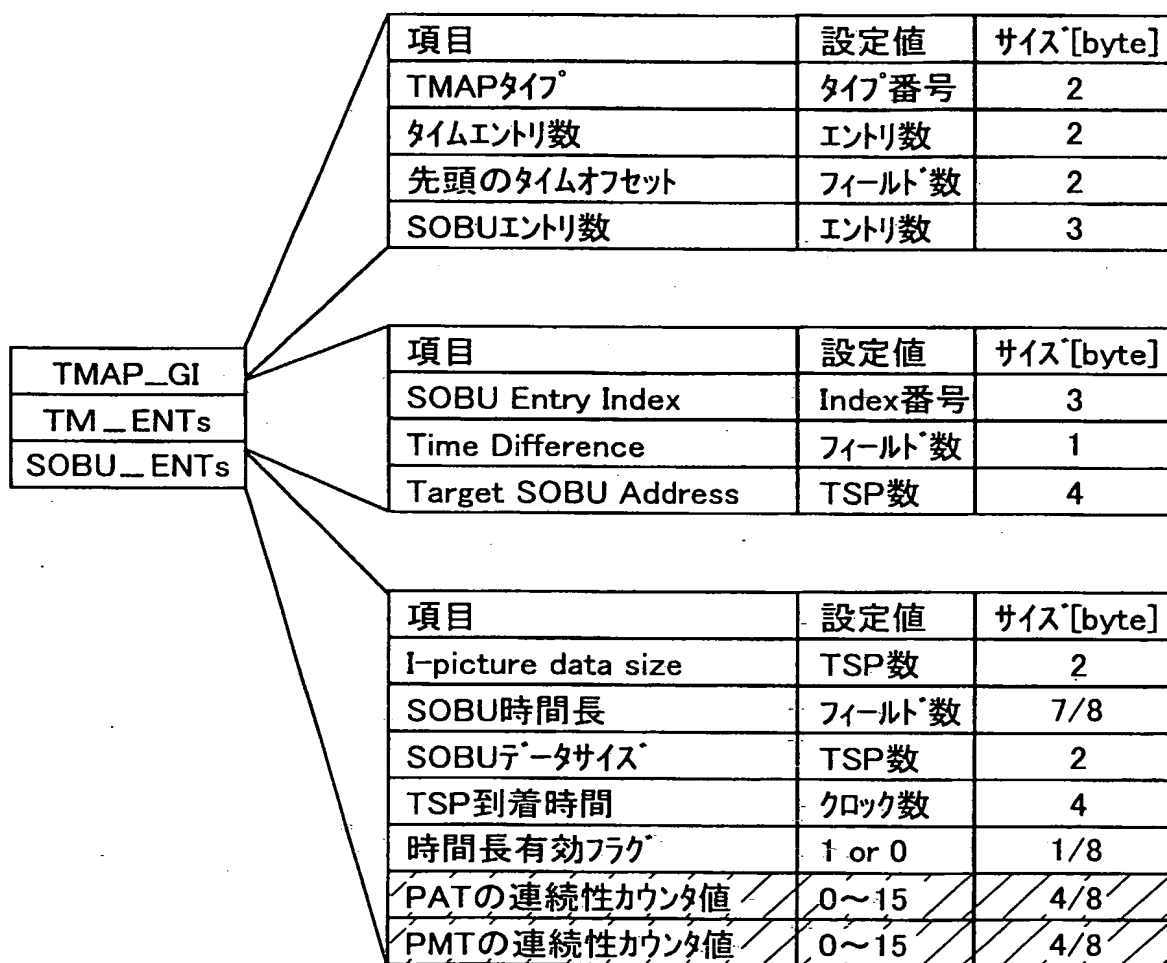 項目 設定値 サイズ[byte]
TMAPタイプ タイプ番号 2
タイムエントリ数 エントリ数 2
先頭のタイムオフセット フィールド数 2
SOBUエントリ数 エントリ数 3
TMAP_GI
TM_ENTs
SOBU_ENTs
項目 設定値 サイズ[byte]
SOBU Entry Index Index番号 3
Time Difference フィールド数 1
Target SOBU Address TSP数 4
項目 設定値 サイズ[byte]
I-picture data size TSP数 2
SOBU時間長 フィールド数 7/8
SOBUデータサイズ TSP数 2
TSP到着時間 クロック数 4
時間長有効フラグ 1 or 0 1/8
PATの連続性カウンタ値 0～15 4/8
PMTの連続性カウンタ値 0～15 4/8